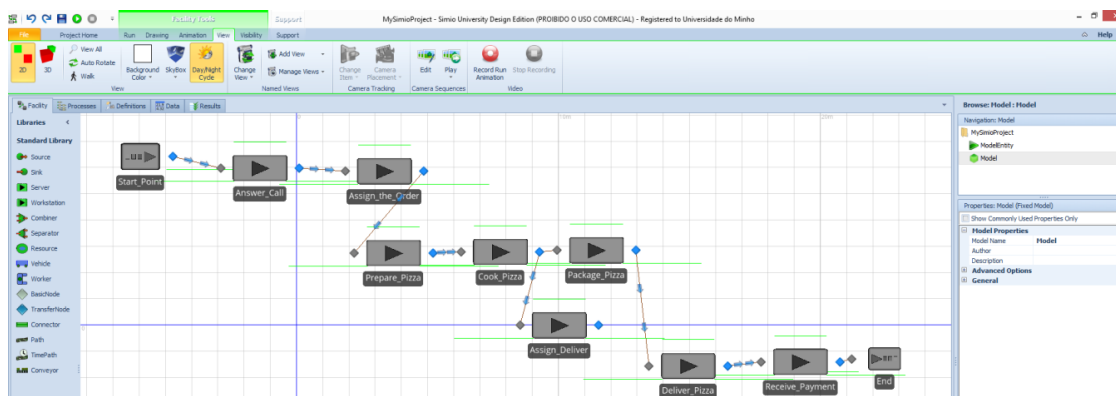 Facility Tools
Support
MySimioProject - Simio University Design Edition (PROIBIDO O USO COMERCIAL) - Registered to Universidade do Minho
File
Project Home
Run
Drawing
Animation
View
Visibility
Support
Help
2D
3D
View All
Auto Rotate
Walk
Background Color
SkyBox
Day/Night Cycle
View
Change View
Add View
Manage Views
Named Views
Change Item
Camera Placement
Camera Tracking
Edit
Play
Camera Sequences
Record Run Animation
Stop Recording
Video
Facility
Processes
Definitions
Data
Results
Libraries
Standard Library
Source
Sink
Server
Workstation
Combiner
Separator
Resource
Vehicle
Worker
BasicNode
TransferNode
Connector
Path
TimePath
Conveyor
Start_Point
Answer_Call
Assign_the_Order
Prepare_Pizza
Cook_Pizza
Package_Pizza
Assign_Deliver
Deliver_Pizza
Receive_Payment
End
Browse: Model : Model
Navigation: Model
MySimioProject
ModelEntity
Model
Properties: Model (Fixed Model)
Show Commonly Used Properties Only
Model Properties
Model Name Model
Author
Description
Advanced Options
General